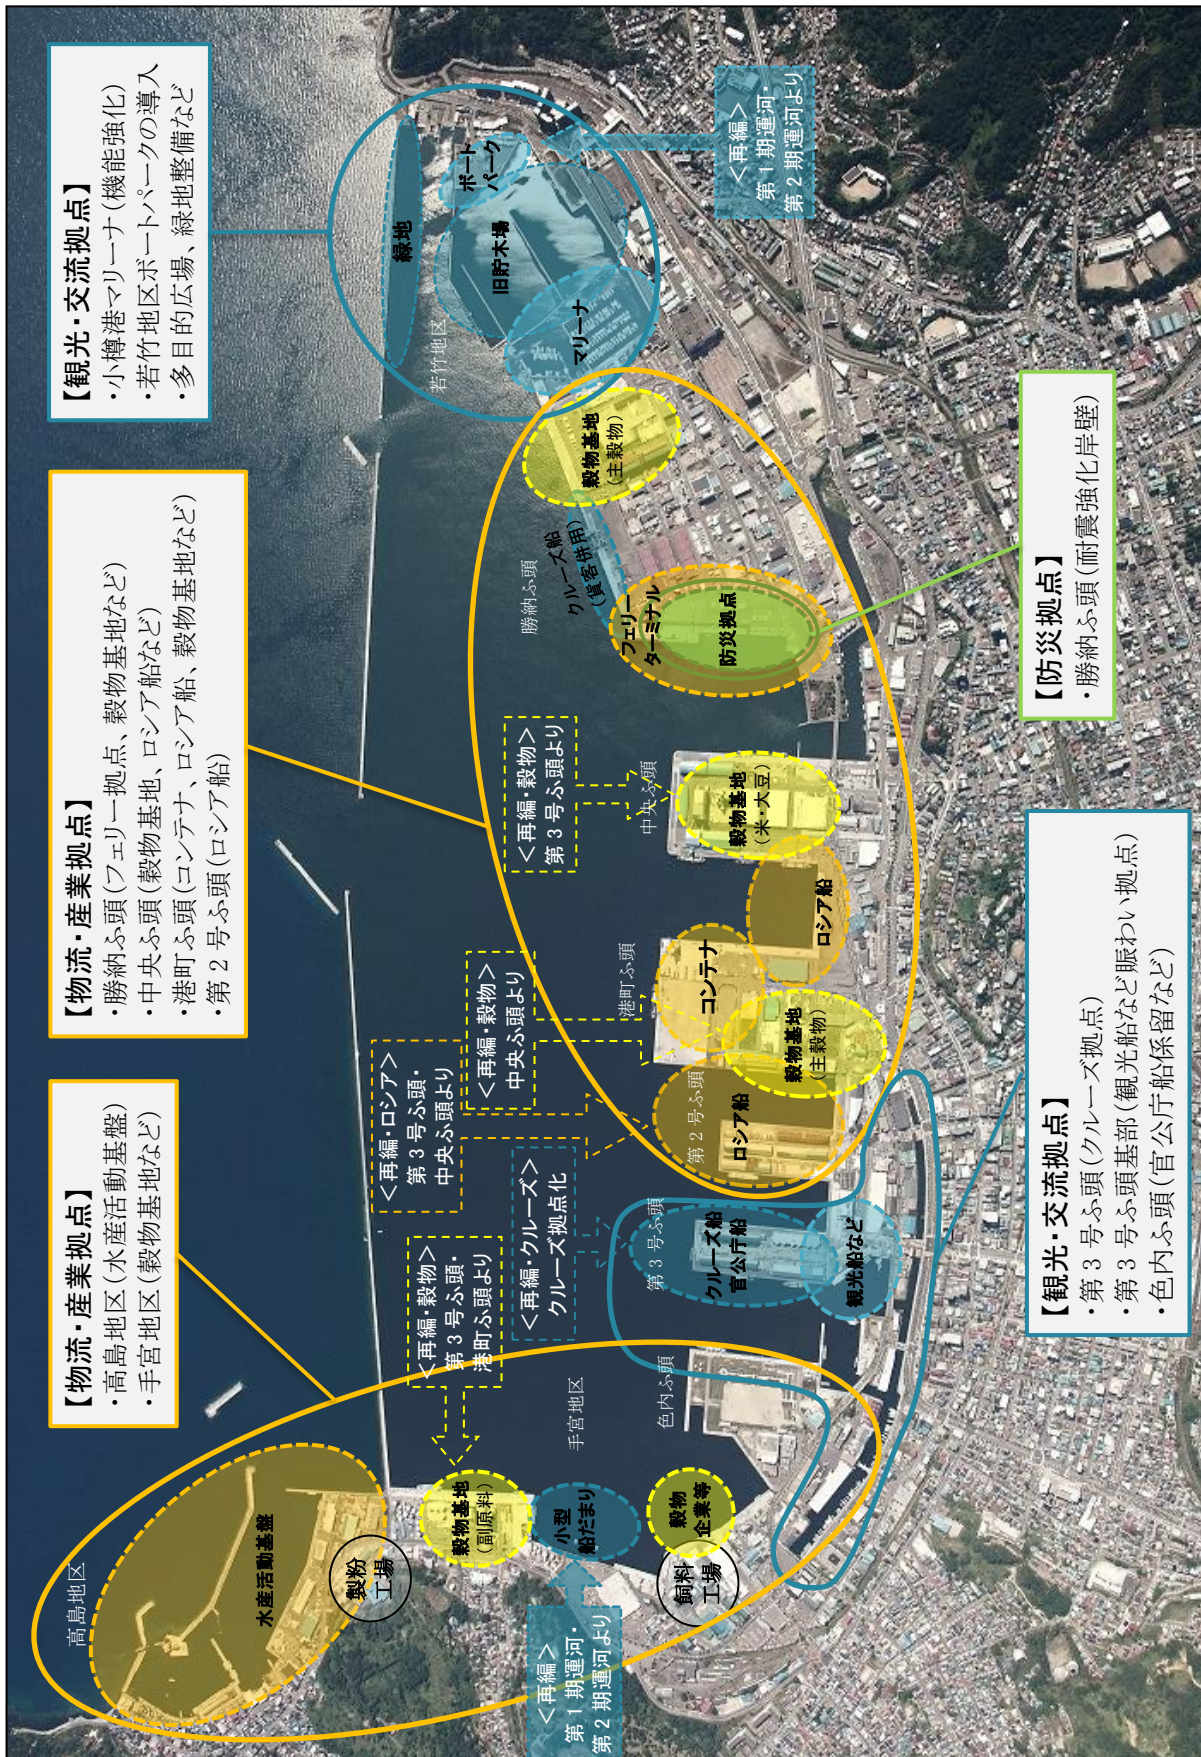 【物流・産業拠点】
・高島地区(水産活動基盤)
・手宮地区(穀物基地など)
【物流・産業拠点】
・勝納ふ頭(フェリー拠点、穀物基地など)
・中央ふ頭(穀物基地、ロシア船など)
・港町ふ頭(コンテナ、ロシア船、穀物基地など)
・第2号ふ頭(ロシア船)
【観光・交流拠点】
・小樽港マリーナ(機能強化)
・若竹地区ボートパークの導入
・多目的広場、緑地整備など
高島地区
水産活動基盤
製粉
工場
穀物基地
(副原料)
小型
船だまり
穀物
企業等
飼料
工場
<再編>
第1期運河・
第2期運河より
手宮地区
色内ふ頭
<再編・穀物>
第3号ふ頭・
港町ふ頭より
<再編・ロシア>
第3号ふ頭・
中央ふ頭より
<再編・穀物>
中央ふ頭より
<再編・クルーズ>
クルーズ拠点化
第3号ふ頭
クルーズ船
官公庁船
観光船など
第2号ふ頭
ロシア船
港町ふ頭
コンテナ
穀物基地
(主穀物)
ロシア船
<再編・穀物>
第3号ふ頭より
中央ふ頭
穀物基地
(米・大豆)
勝納ふ頭
クルーズ船
(貨客併用)
フェリー
ターミナル
防災拠点
穀物基地
(主穀物)
若竹地区
緑地
ボート
パーク
旧貯木場
マリーナ
<再編>
第1期運河・
第2期運河より
【観光・交流拠点】
・第3号ふ頭(クルーズ拠点)
・第3号ふ頭基部(観光船など賑わい拠点)
・色内ふ頭(官公庁船係留など)
【防災拠点】
・勝納ふ頭(耐震強化岸壁)